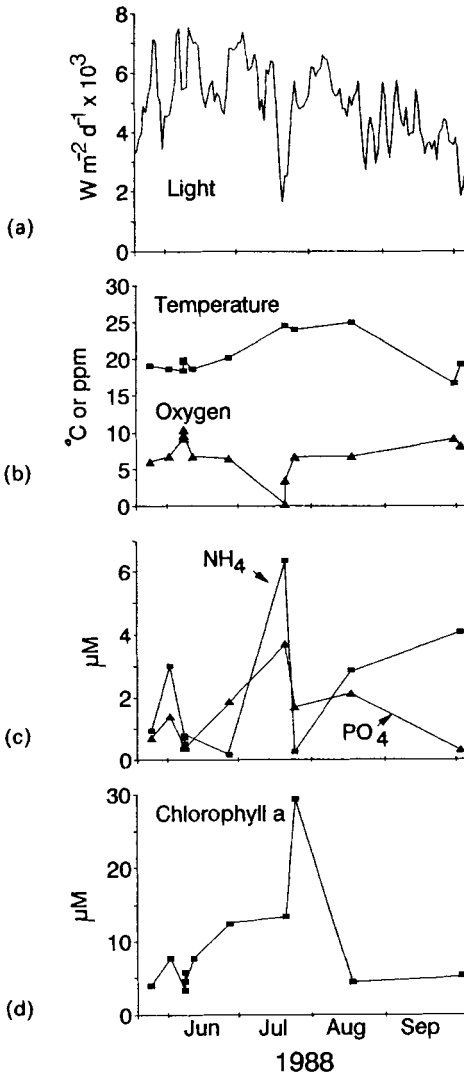 8
6
4
2
0
W m⁻² d⁻¹ x 10³
Light
(a)
30
25
20
15
10
5
0
°C or ppm
Temperature
Oxygen
(b)
6
4
2
0
µM
NH₄
PO₄
(c)
30
20
10
0
µM
Chlorophyll a
(d)
Jun Jul Aug Sep
1988